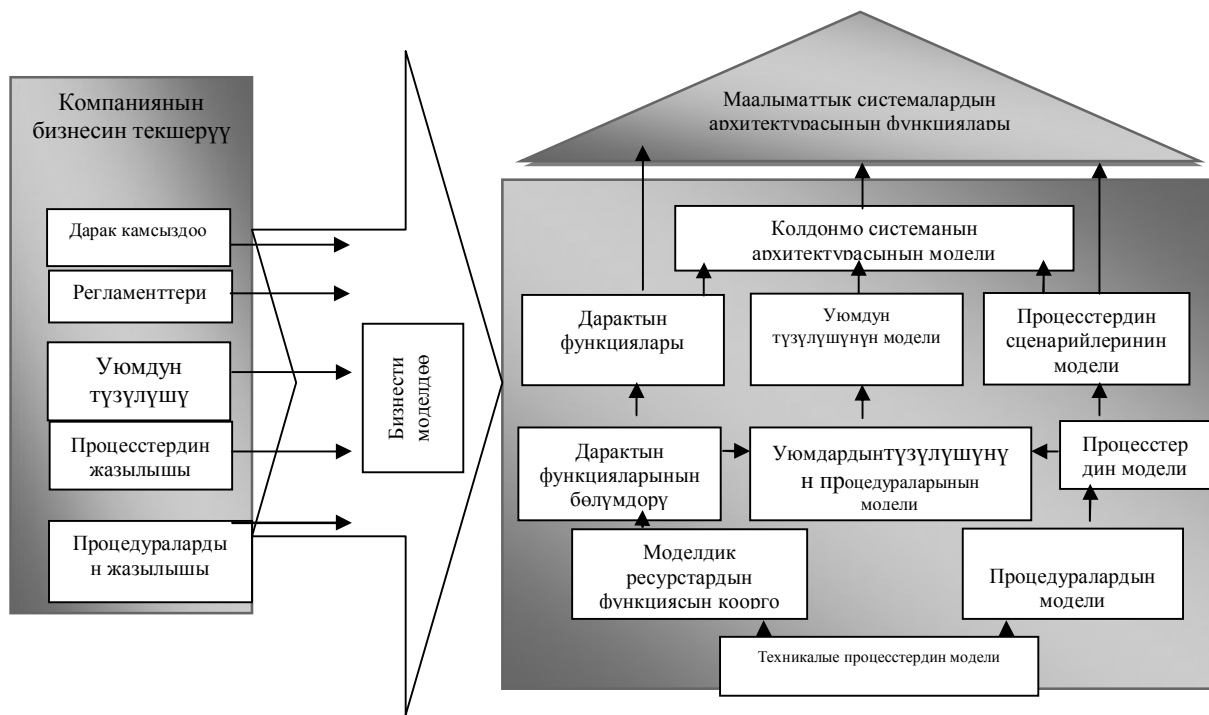 Компаниянын
бизнесин текшерүү
Дарак камсыздоо
Регламенттери
Уюмдун
түзүлүшү
Процесстердин
жазылышы
Процедураларды
н жазылышы
Бизнести
моделдөө
Маалыматтык системалардын
архитектурасынын функциялары
Колдонмо системанын
архитектурасынын модели
Дарактын
функциялары
Уюмдун
түзүлүшүнүн модели
Процесстердин
сценарийлеринин
модели
Дарактын
функцияларынын
бөлүмдөрү
Уюмдардынтүзүлүшүнү
н процедураларынын
модели
Процесстер
дин модели
Моделдик
ресурстардын
функциясын коорго
Процедуралардын
модели
Техникалые процесстердин модели